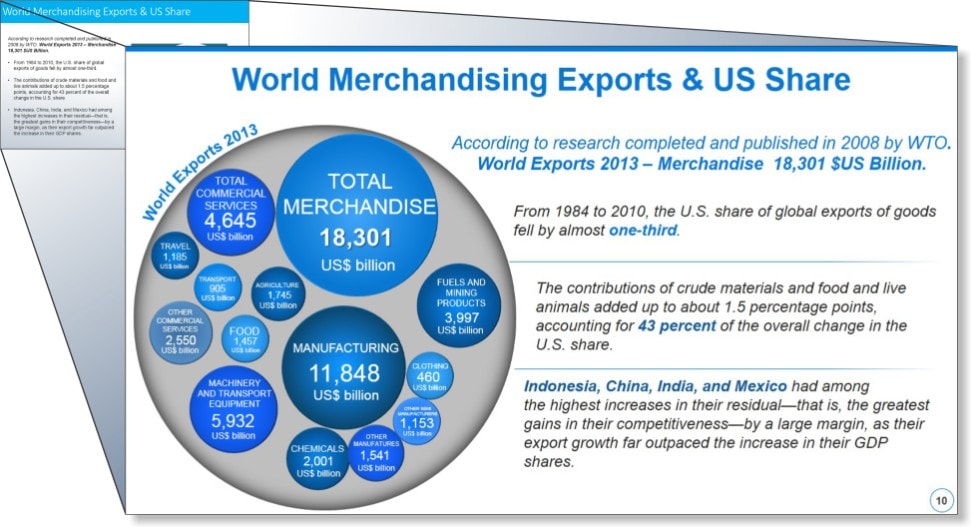 World Merchandising Exports & US Share
According to research completed and published in
2008 by WTO. World Exports 2013 – Merchandise
18,301 $US Billion.
• From 1984 to 2010, the U.S. share of global
exports of goods fell by almost one-third.
• The contributions of crude materials and food and
live animals added up to about 1.5 percentage
points, accounting for 43 percent of the overall
change in the U.S. share
• Indonesia, China, India, and Mexico had among
the highest increases in their residual—that is,
the greatest gains in their competitiveness—by a
large margin, as their export growth far outpaced
the increase in their GDP shares.
World Merchandising Exports & US Share
World Exports 2013
TOTAL
COMMERCIAL
SERVICES
4,645
US$ billion
TOTAL
MERCHANDISE
18,301
US$ billion
TRAVEL
1,185
US$ billion
TRANSPORT
905
US$ billion
AGRICULTURE
1,745
US$ billion
FUELS AND
MINING
PRODUCTS
3,997
US$ billion
OTHER
COMMERCIAL
SERVICES
2,550
US$ billion
FOOD
1,457
US$ billion
MANUFACTURING
11,848
US$ billion
CLOTHING
460
US$ billion
MACHINERY
AND TRANSPORT
EQUIPMENT
5,932
US$ billion
OTHER SEMI
MANUFACTURERS
1,153
US$ billion
CHEMICALS
2,001
US$ billion
OTHER
MANUFATURES
1,541
US$ billion
According to research completed and published in 2008 by WTO.
World Exports 2013 – Merchandise 18,301 $US Billion.
From 1984 to 2010, the U.S. share of global exports of goods
fell by almost one-third.
The contributions of crude materials and food and live
animals added up to about 1.5 percentage points,
accounting for 43 percent of the overall change in the
U.S. share.
Indonesia, China, India, and Mexico had among
the highest increases in their residual—that is, the greatest
gains in their competitiveness—by a large margin, as their
export growth far outpaced the increase in their GDP
shares.
10